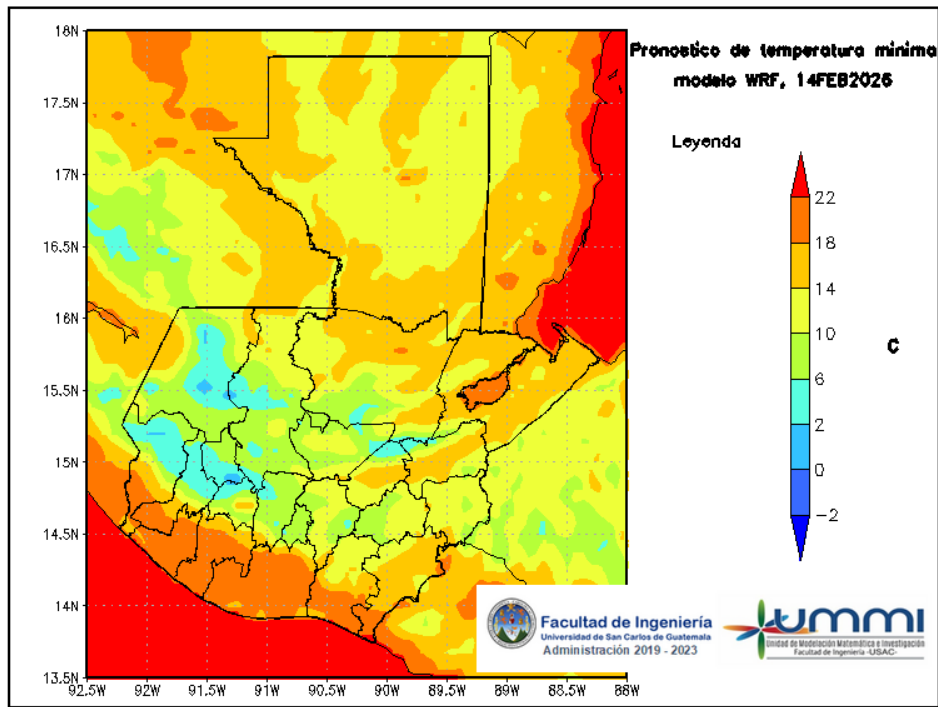 Pronostico de temperatura minima
modelo WRF, 14FEB2026
Leyenda
22
18
14
10
6
2
0
−2
C
18N
17.5N
17N
16.5N
16N
15.5N
15N
14.5N
14N
13.5N
92.5W
92W
91.5W
91W
90.5W
90W
89.5W
89W
88.5W
88W
Facultad de Ingeniería
Universidad de San Carlos de Guatemala
Administración 2019 - 2023
ummi
Unidad de Modelación Matemática e Investigación
Facultad de Ingeniería -USAC-